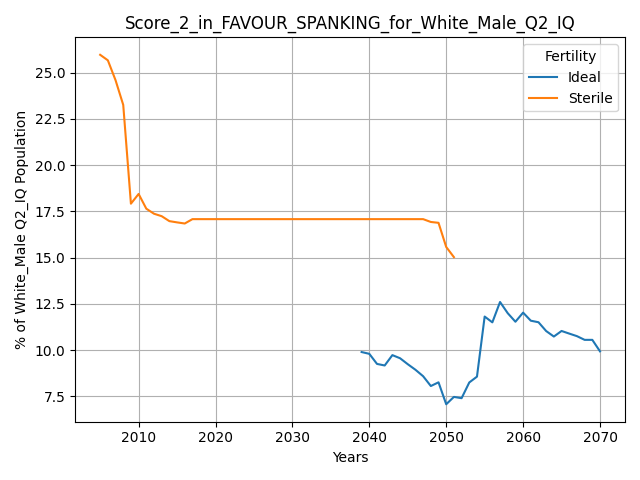 Score_2_in_FAVOUR_SPANKING_for_White_Male_Q2_IQ
Fertility
Ideal
Sterile
% of White_Male Q2_IQ Population
25.0
22.5
20.0
17.5
15.0
12.5
10.0
7.5
2010 2020 2030 2040 2050 2060 2070
Years